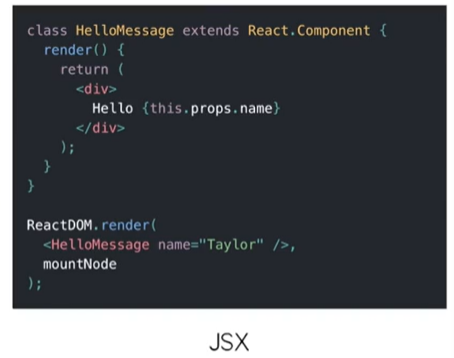 class HelloMessage extends React.Component {
  render() {
    return (
      <div>
        Hello {this.props.name}
      </div>
    );
  }
}

ReactDOM.render(
  <HelloMessage name="Taylor" />,
  mountNode
);
JSX